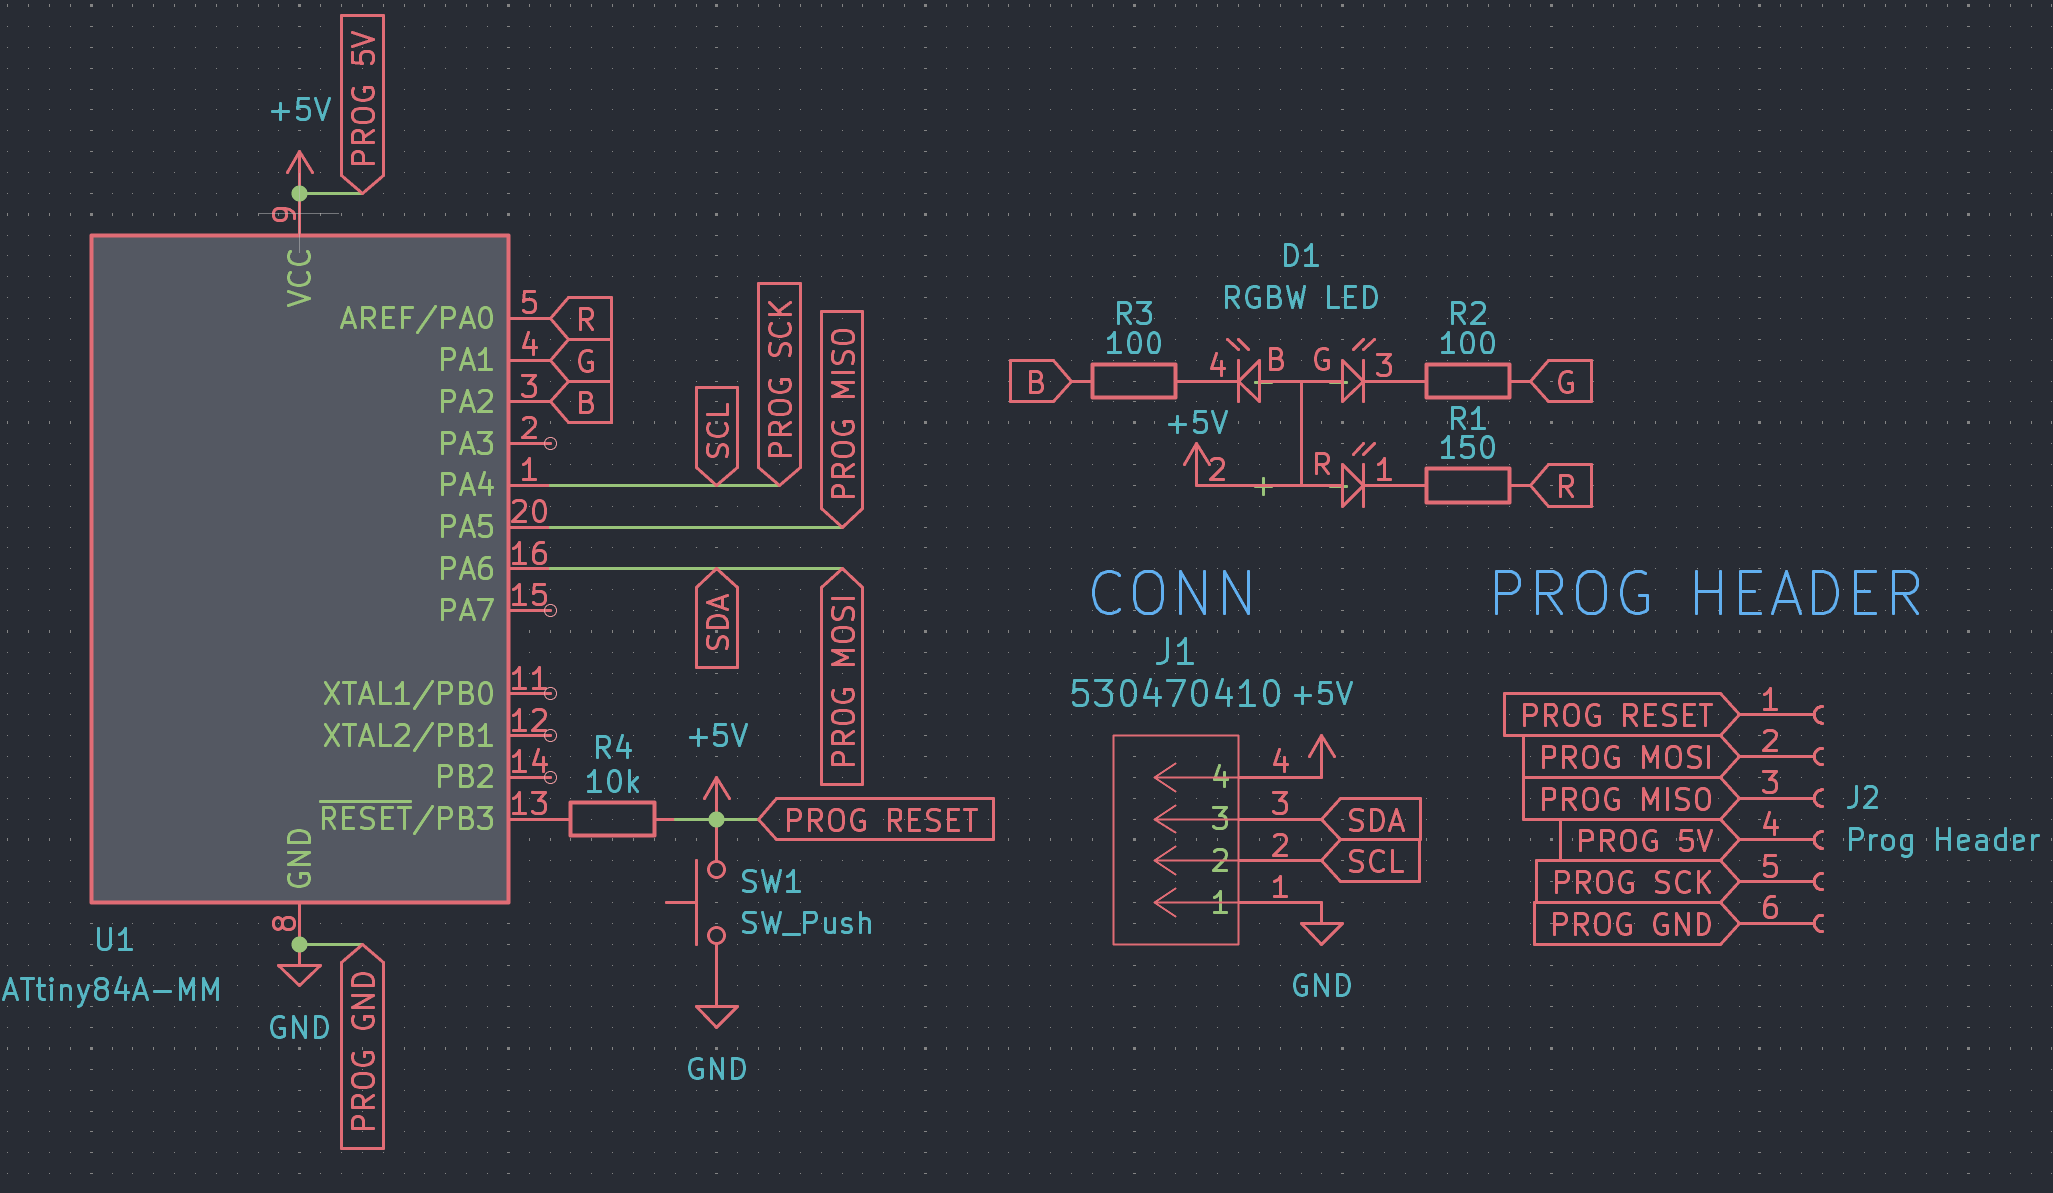 PROG 5V
+5V
9
VCC
AREF/PA0
5
R
PA1
4
G
PA2
3
B
PA3
2
PA4
1
PA5
20
PA6
16
PA7
15
XTAL1/PB0
11
XTAL2/PB1
12
PB2
14
RESET/PB3
13
GND
8
U1
ATtiny84A-MM
GND
PROG GND
SCL
PROG SCK
PROG MISO
SDA
PROG MOSI
R4
10k
+5V
PROG RESET
SW1
SW_Push
GND
D1
RGBW LED
R3
100
R2
100
B
4
B
G
3
G
+5V
2
R
1
R1
150
R
CONN
J1
530470410
+5V
4
4
3
3
SDA
2
2
SCL
1
1
GND
PROG HEADER
PROG RESET
1
PROG MOSI
2
PROG MISO
3
PROG 5V
4
PROG SCK
5
PROG GND
6
J2
Prog Header